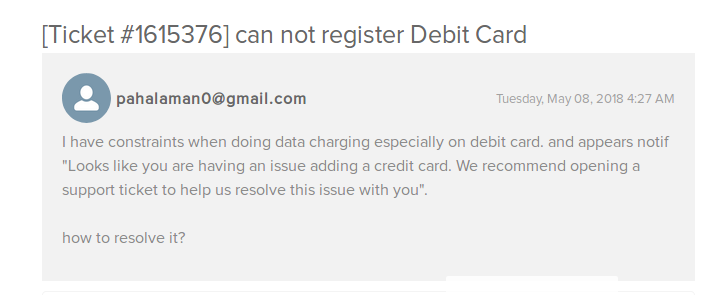 [Ticket #1615376] can not register Debit Card
pahalaman0@gmail.com
Tuesday, May 08, 2018 4:27 AM
I have constraints when doing data charging especially on debit card. and appears notif
"Looks like you are having an issue adding a credit card. We recommend opening a
support ticket to help us resolve this issue with you".
how to resolve it?